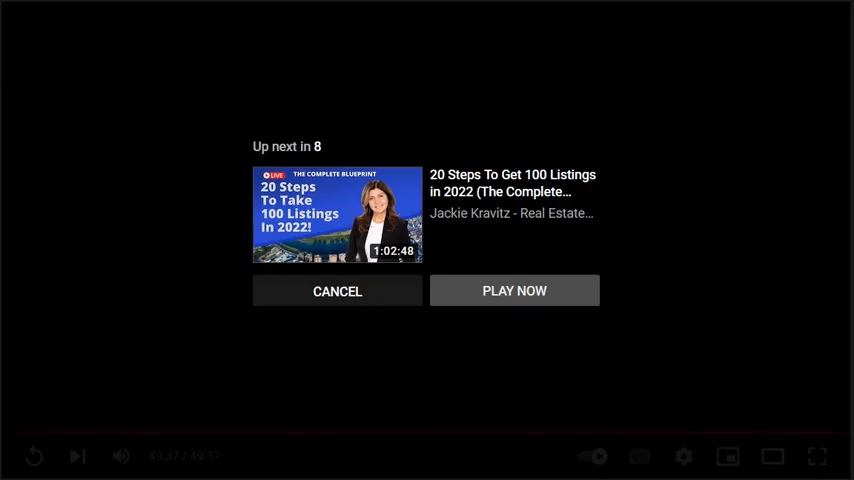 Up next in 8
LIVE THE COMPLETE BLUEPRINT
20 Steps
To Take
100 Listings
In 2022!
1:02:48
20 Steps To Get 100 Listings
in 2022 (The Complete...
Jackie Kravitz - Real Estate...
CANCEL
PLAY NOW
49:37 / 49:37